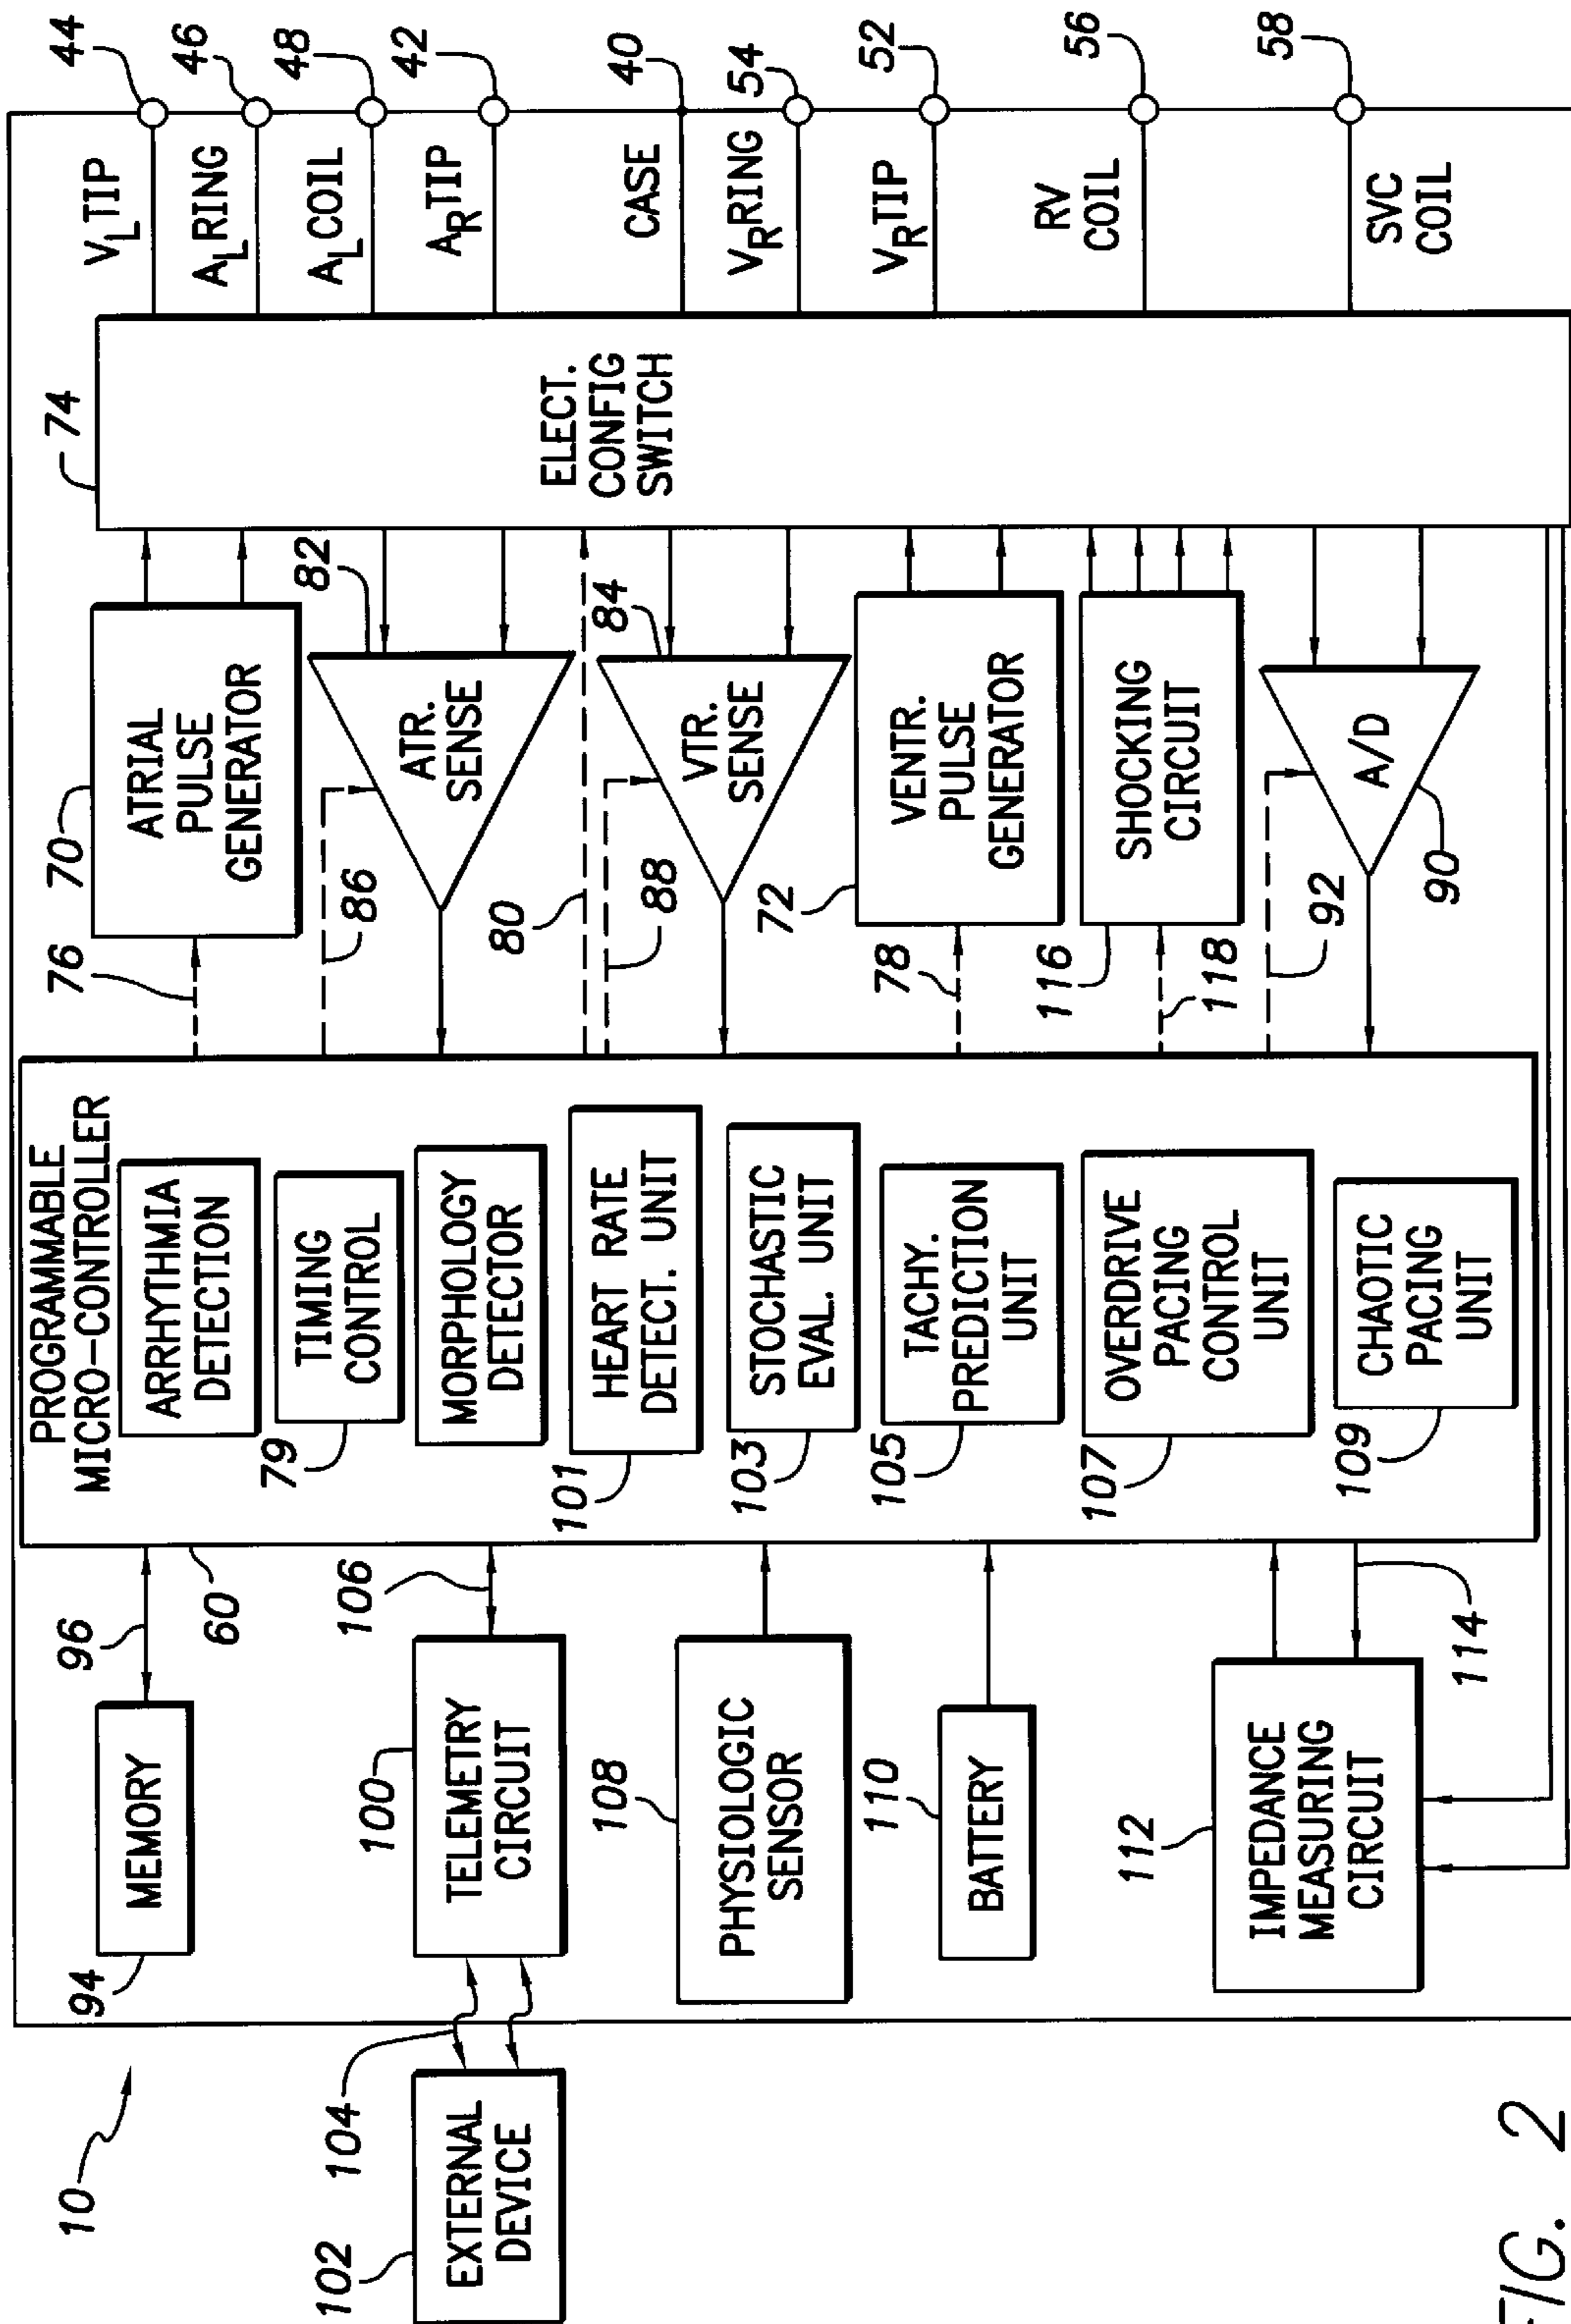 10
102
EXTERNAL
DEVICE
104
94
MEMORY
96
60
100
TELEMETRY
CIRCUIT
106
108
PHYSIOLOGIC
SENSOR
110
BATTERY
112
IMPEDANCE
MEASURING
CIRCUIT
114
PROGRAMMABLE
MICRO-CONTROLLER
ARRHYTHMIA
DETECTION
79
TIMING
CONTROL
MORPHOLOGY
DETECTOR
101
HEART RATE
DETECT. UNIT
103
STOCHASTIC
EVAL. UNIT
105
TACHY.
PREDICTION
UNIT
107
OVERDRIVE
PACING
CONTROL
UNIT
109
CHAOTIC
PACING
UNIT
76
70
ATRIAL
PULSE
GENERATOR
86
82
ATR.
SENSE
80
88
84
VTR.
SENSE
72
78
VENTR.
PULSE
GENERATOR
116
118
SHOCKING
CIRCUIT
92
90
A/D
74
ELECT.
CONFIG
SWITCH
VLTIP
44
ALRING
46
ALCOIL
48
ARTIP
42
CASE
40
VRRING
54
VRTIP
52
RV
COIL
56
SVC
COIL
58
FIG. 2